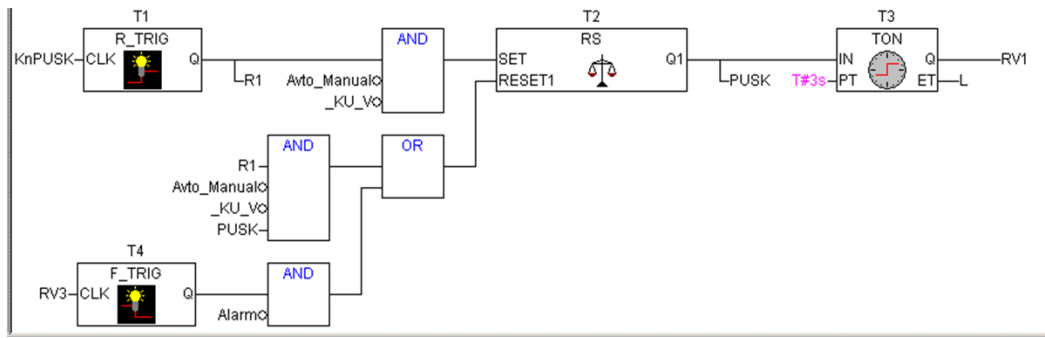 T1
R_TRIG
KnPUSK
CLK
Q
R1
AND
Avto_Manual
_KU_V
T2
RS
SET
RESET1
Q1
PUSK
T3
TON
IN
T#3s
PT
Q
ET
RV1
L
AND
R1
Avto_Manual
_KU_V
PUSK
OR
T4
F_TRIG
RV3
CLK
Q
AND
Alarm